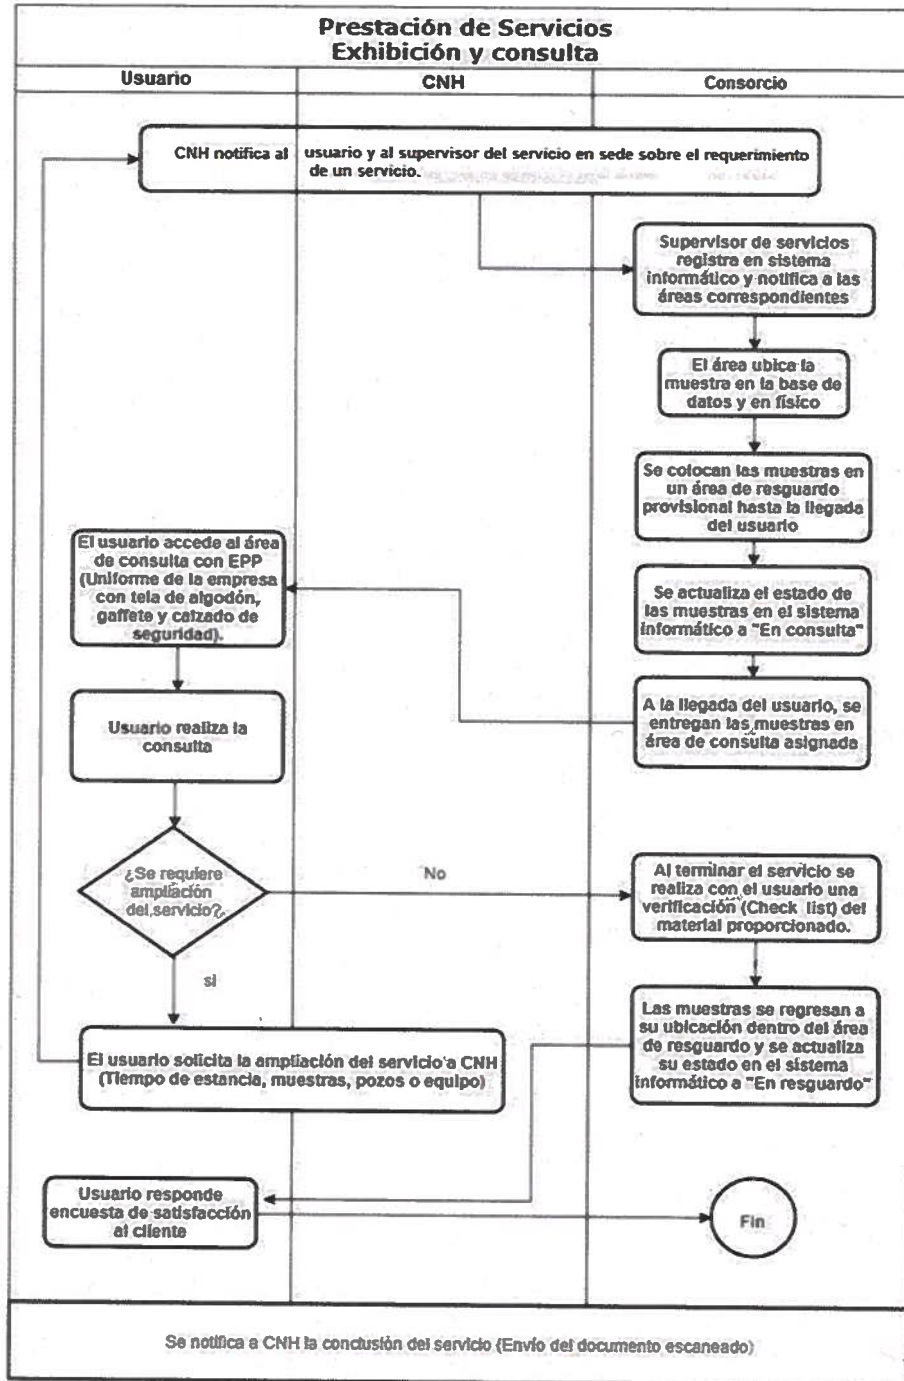 Prestación de Servicios
Exhibición y consulta
Usuario
CNH
Consorcio
CNH notifica al usuario y al supervisor del servicio en sede sobre el requerimiento
de un servicio.
Supervisor de servicios
registra en sistema
informático y notifica a las
áreas correspondientes
El área ubica la
muestra en la base de
datos y en físico
Se colocan las muestras en
un área de resguardo
provisional hasta la llegada
del usuario
Se actualiza el estado de
las muestras en el sistema
informático a "En consulta"
A la llegada del usuario, se
entregan las muestras en
área de consulta asignada
El usuario accede al área
de consulta con EPP
(Uniforme de la empresa
con tela de algodón,
gaffete y calzado de
seguridad).
Usuario realiza la
consulta
¿Se requiere
ampliación
del servicio?
No
si
Al terminar el servicio se
realiza con el usuario una
verificación (Check list) del
material proporcionado.
Las muestras se regresan a
su ubicación dentro del área
de resguardo y se actualiza
su estado en el sistema
informático a "En resguardo"
El usuario solicita la ampliación del servicio a CNH
(Tiempo de estancia, muestras, pozos o equipo)
Usuario responde
encuesta de satisfacción
al cliente
Fin
Se notifica a CNH la conclusión del servicio (Envío del documento escaneado)